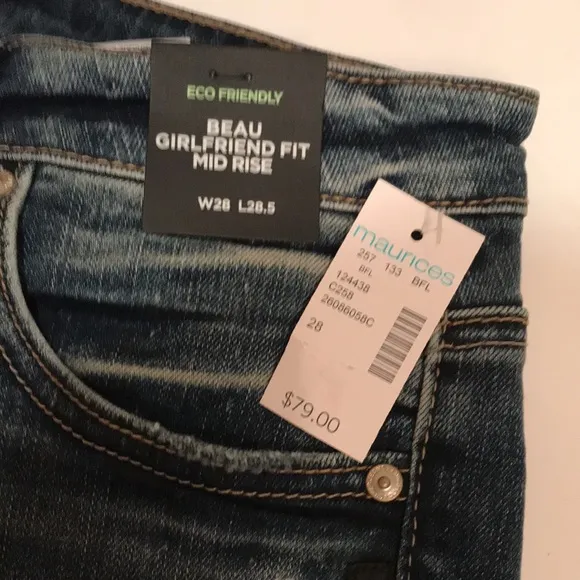 ECO FRIENDLY
BEAU
GIRLFRIEND FIT
MID RISE
W28 L28.5
maurices
257 133 BFL
BFL
124438
C258
26086058C
28
$79.00